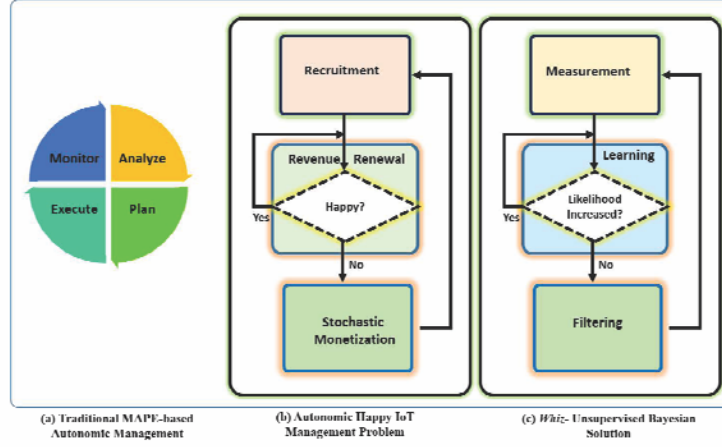 Monitor
Analyze
Execute
Plan
(a) Traditional MAPE-based
Autonomic Management
Recruitment
Revenue
Renewal
Happy?
Yes
No
Stochastic
Monetization
(b) Autonomic Happy IoT
Management Problem
Measurement
Learning
Likelihood
Increased?
Yes
No
Filtering
(c) Whiz- Unsupervised Bayesian
Solution